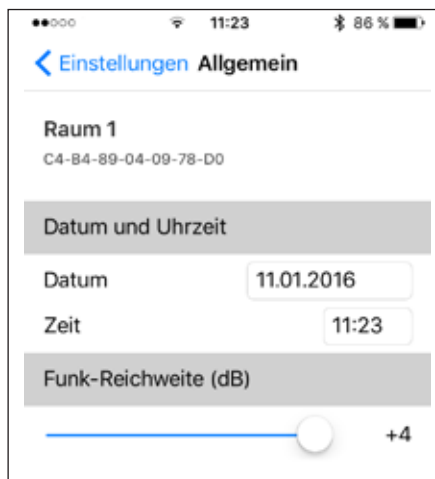 11:23 86 %
Einstellungen Allgemein
Raum 1
C4-B4-89-04-09-78-D0
Datum und Uhrzeit
Datum 11.01.2016
Zeit 11:23
Funk-Reichweite (dB)
+4